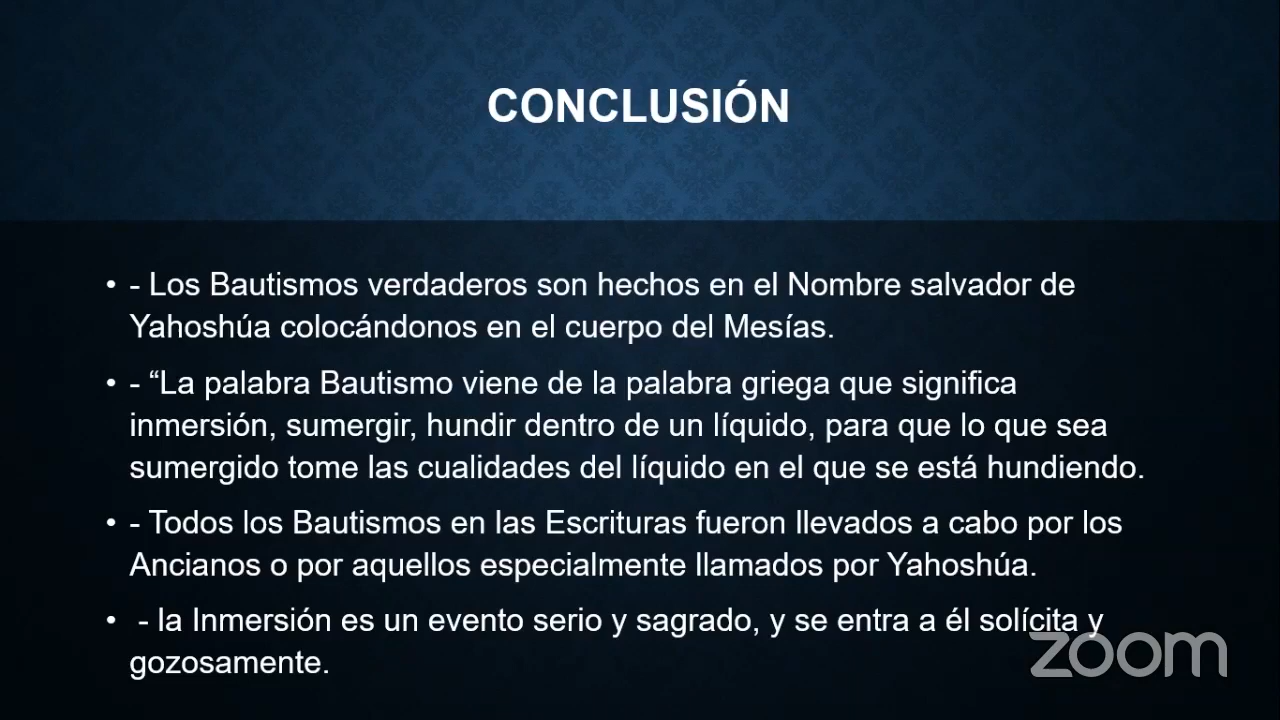 CONCLUSIÓN
• - Los Bautismos verdaderos son hechos en el Nombre salvador de
Yahoshúa colocándonos en el cuerpo del Mesías.
• - “La palabra Bautismo viene de la palabra griega que significa
inmersión, sumergir, hundir dentro de un líquido, para que lo que sea
sumergido tome las cualidades del líquido en el que se está hundiendo.
• - Todos los Bautismos en las Escrituras fueron llevados a cabo por los
Ancianos o por aquellos especialmente llamados por Yahoshúa.
• - la Inmersión es un evento serio y sagrado, y se entra a él solícita y
gozosamente.
zoom